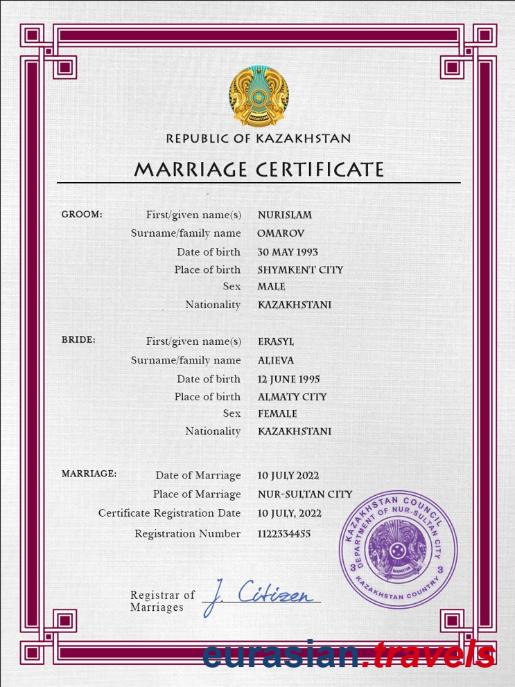 REPUBLIC OF KAZAKHSTAN
MARRIAGE CERTIFICATE
GROOM: First/given name(s) NURISLAM
Surname/family name OMAROV
Date of birth 30 MAY 1993
Place of birth SHYMKENT CITY
Sex MALE
Nationality KAZAKHSTANI
BRIDE: First/given name(s) ERASYL
Surname/family name ALIEVA
Date of birth 12 JUNE 1995
Place of birth ALMATY CITY
Sex FEMALE
Nationality KAZAKHSTANI
MARRIAGE: Date of Marriage 10 JULY 2022
Place of Marriage NUR-SULTAN CITY
Certificate Registration Date 10 JULY, 2022
Registration Number 1122334455
KAZAKHSTAN COUNCIL
DEPARTMENT OF NUR-SULTAN CITY
3 3
KAZAKHSTAN COUNTRY
Registrar of Marriages J. Citizen
eurasian.travels